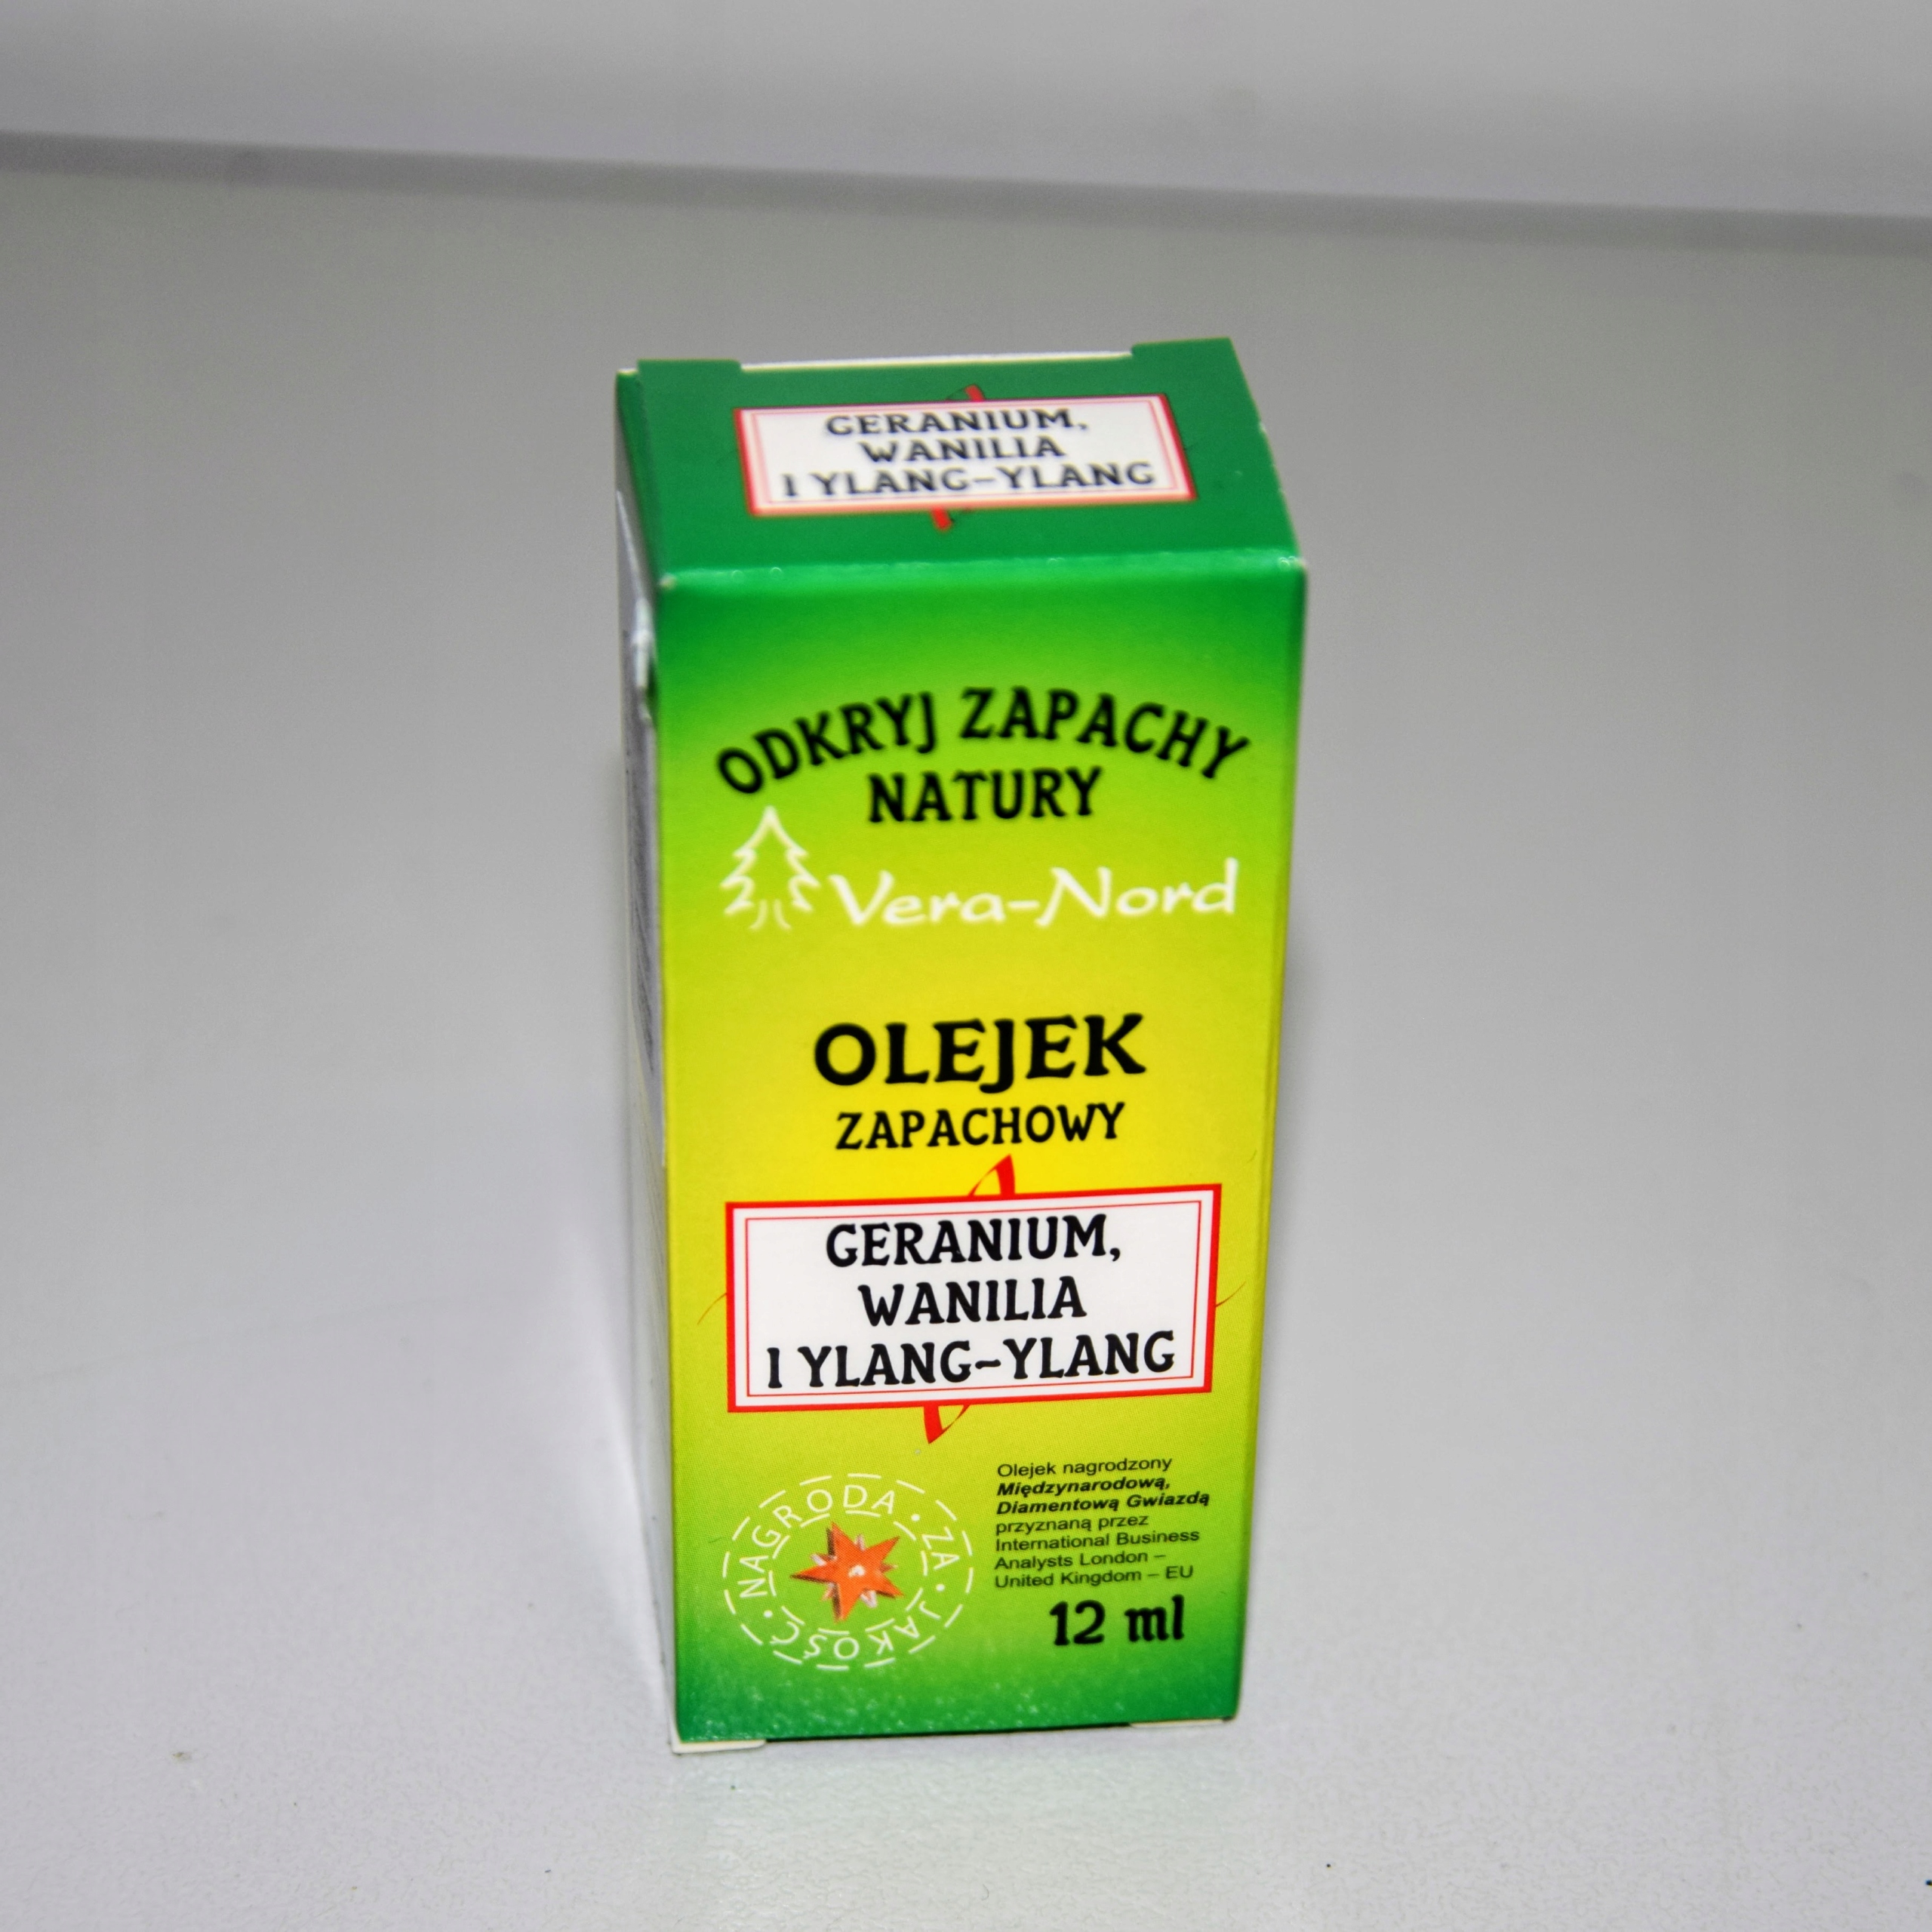 GERANIUM,
WANILIA
I YLANG-YLANG
ODKRYJ ZAPACHY
NATURY
Vera-Nord
OLEJEK
ZAPACHOWY
GERANIUM,
WANILIA
I YLANG-YLANG
NAGRODA • ZA • JAKOŚĆ •
Olejek nagrodzony
Międzynarodową,
Diamentową Gwiazdą
przyznaną przez
International Business
Analysts London –
United Kingdom – EU
12 ml